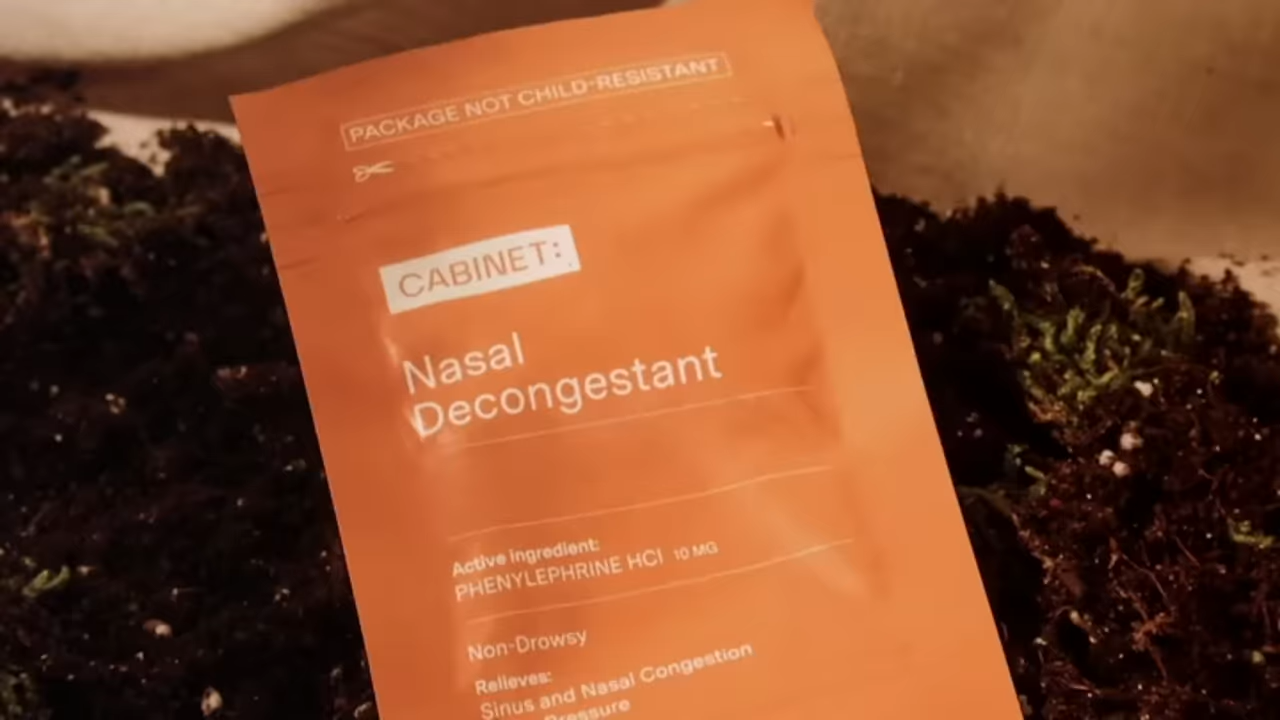 PACKAGE NOT CHILD-RESISTANT
CABINET:
Nasal
Decongestant
Active ingredient:
PHENYLEPHRINE HCl 10 MG
Non-Drowsy
Relieves:
Sinus and Nasal Congestion
Pressure